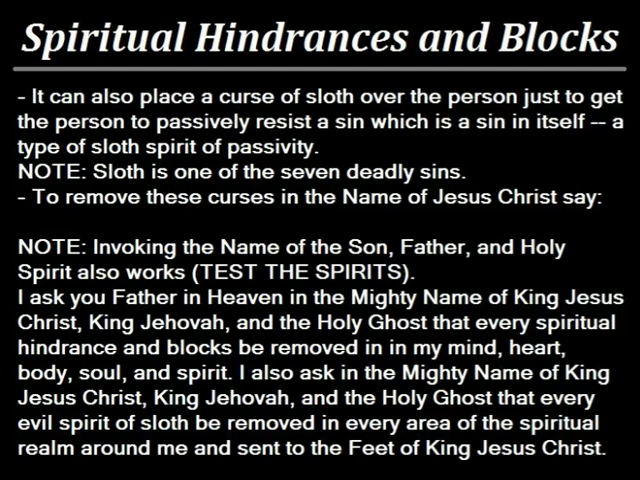 Spiritual Hindrances and Blocks
- It can also place a curse of sloth over the person just to get
the person to passively resist a sin which is a sin in itself -- a
type of sloth spirit of passivity.
NOTE: Sloth is one of the seven deadly sins.
- To remove these curses in the Name of Jesus Christ say:
NOTE: Invoking the Name of the Son, Father, and Holy
Spirit also works (TEST THE SPIRITS).
I ask you Father in Heaven in the Mighty Name of King Jesus
Christ, King Jehovah, and the Holy Ghost that every spiritual
hindrance and blocks be removed in in my mind, heart,
body, soul, and spirit. I also ask in the Mighty Name of King
Jesus Christ, King Jehovah, and the Holy Ghost that every
evil spirit of sloth be removed in every area of the spiritual
realm around me and sent to the Feet of King Jesus Christ.